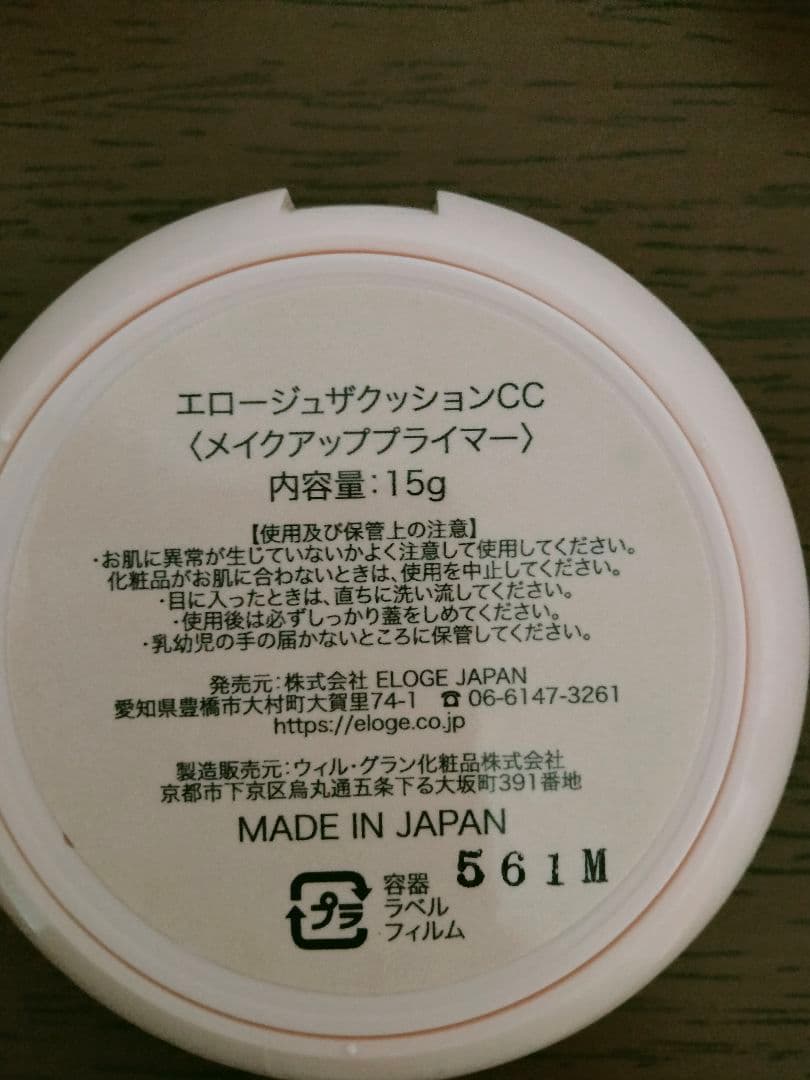 エロージュザクッションCC
〈メイクアッププライマー〉
内容量:15g
【使用及び保管上の注意】
・お肌に異常が生じていないかよく注意して使用してください。
化粧品がお肌に合わないときは、使用を中止してください。
・目に入ったときは、直ちに洗い流してください。
・使用後は必ずしっかり蓋をしめてください。
・乳幼児の手の届かないところに保管してください。
発売元:株式会社 ELOGE JAPAN
愛知県豊橋市大村町大賀里74-1 ☎06-6147-3261
https://eloge.co.jp
製造販売元:ウィル・グラン化粧品株式会社
京都市下京区烏丸通五条下る大坂町391番地
MADE IN JAPAN
561M
プラ
容器
ラベル
フィルム